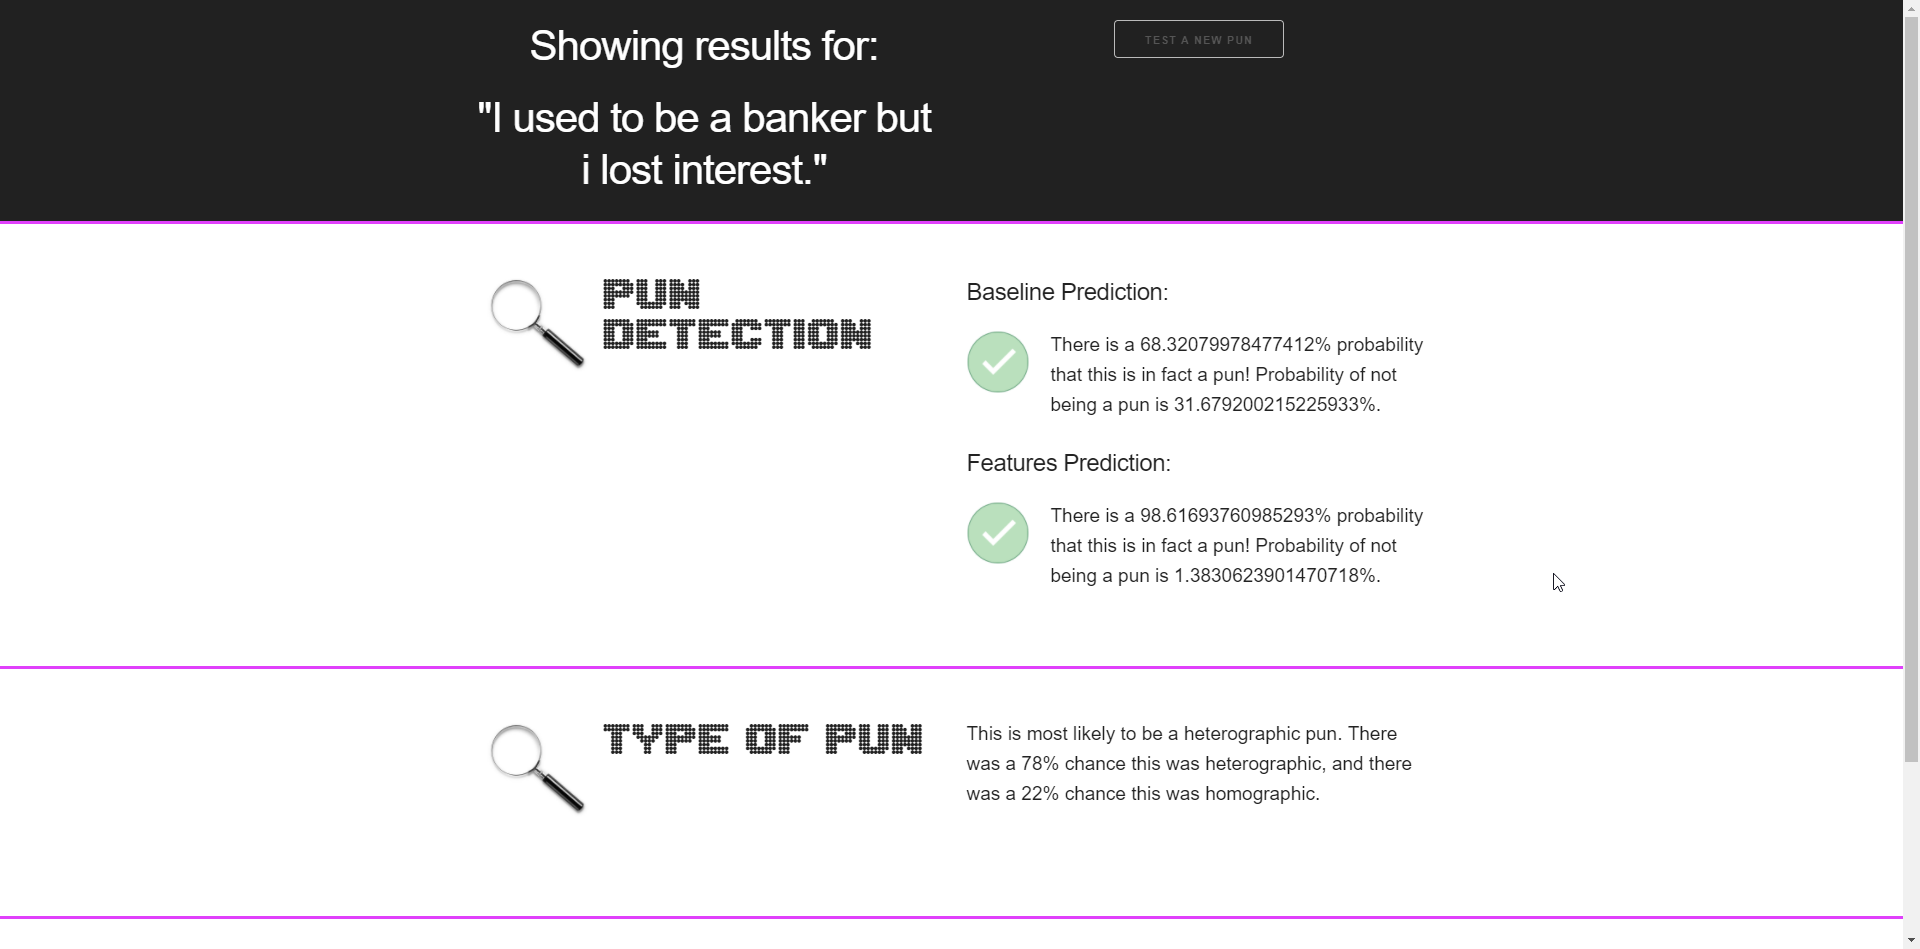 Showing results for:
TEST A NEW PUN
"I used to be a banker but
i lost interest."
PUN
DETECTION
Baseline Prediction:
There is a 68.32079978477412% probability
that this is in fact a pun! Probability of not
being a pun is 31.679200215225933%.
Features Prediction:
There is a 98.61693760985293% probability
that this is in fact a pun! Probability of not
being a pun is 1.3830623901470718%.
TYPE OF PUN
This is most likely to be a heterographic pun. There
was a 78% chance this was heterographic, and there
was a 22% chance this was homographic.